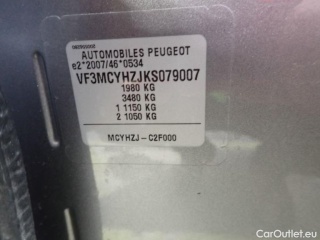 AUTOMOBILES PEUGEOT
e2*2007/46*0534
VF3MCYHZJKS079007
1980 KG
3480 KG
1 1150 KG
2 1050 KG
MCYHZJ-C2F000
CarOutlet.eu